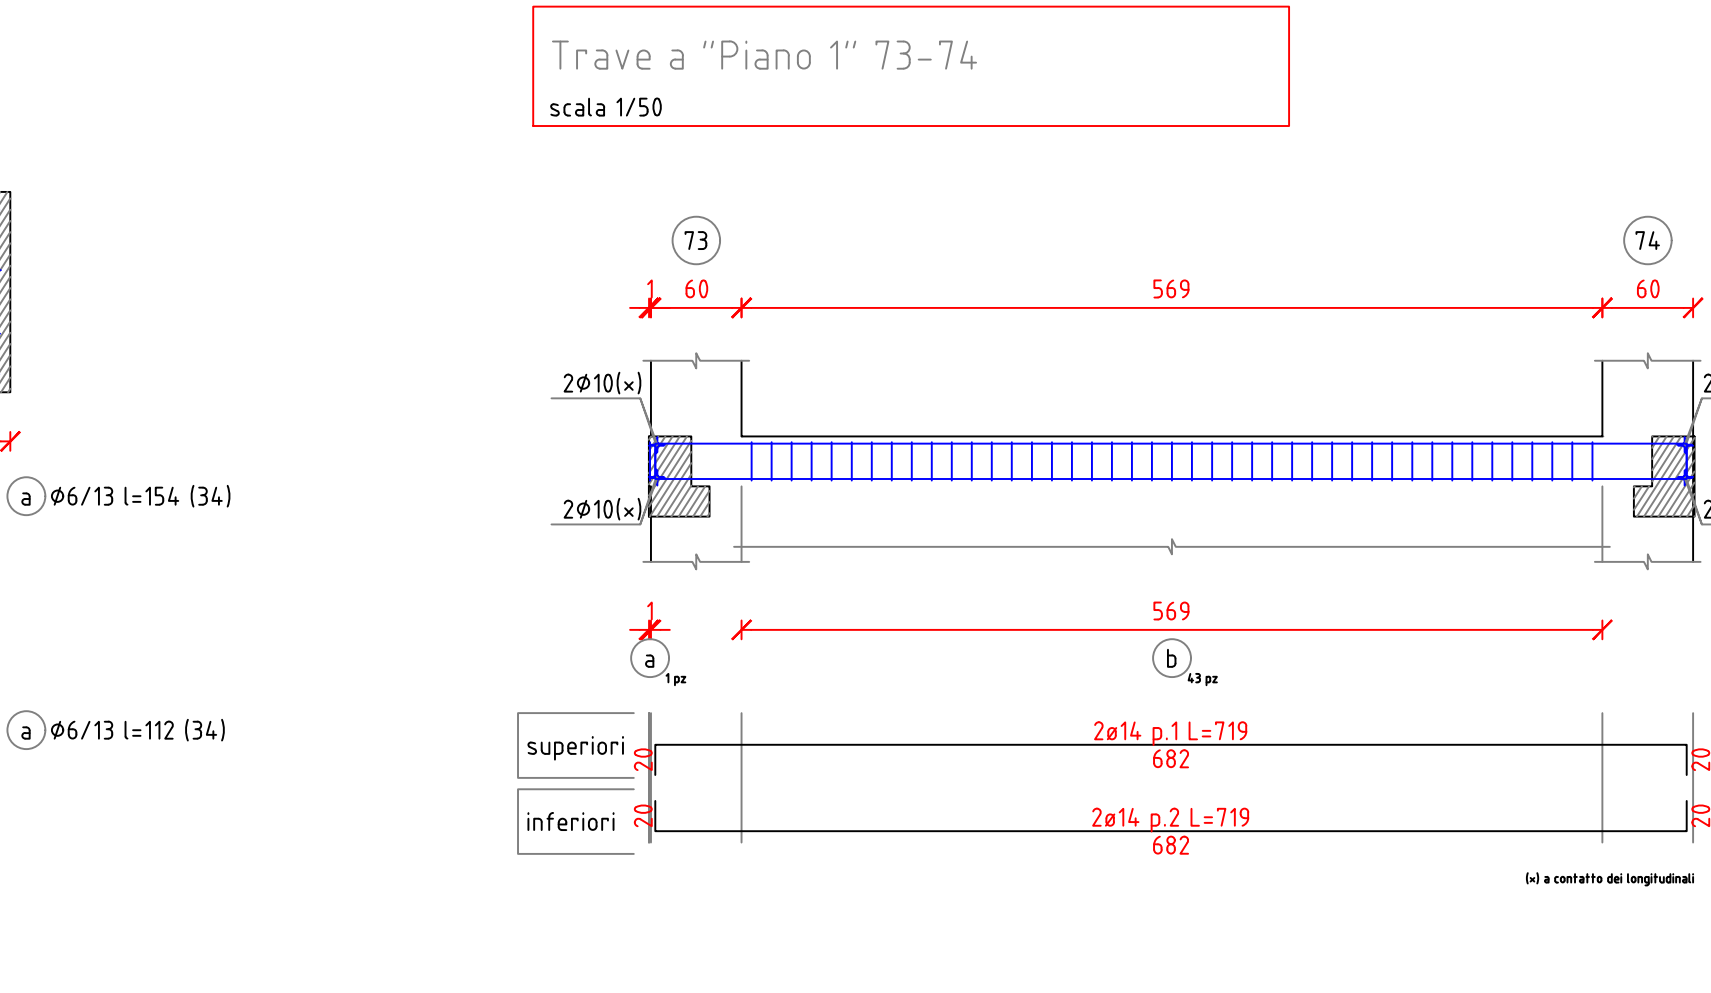 Trave a "Piano 1" 73-74
scala 1/50
73
74
1
60
569
60
2Ø10(x)
2
a Ø6/13 l=154 (34)
2Ø10(x)
2
1
569
a
1 pz
b
43 pz
a Ø6/13 l=112 (34)
superiori
20
2ø14 p.1 L=719
682
20
inferiori
20
2ø14 p.2 L=719
682
20
(x) a contatto dei longitudinali